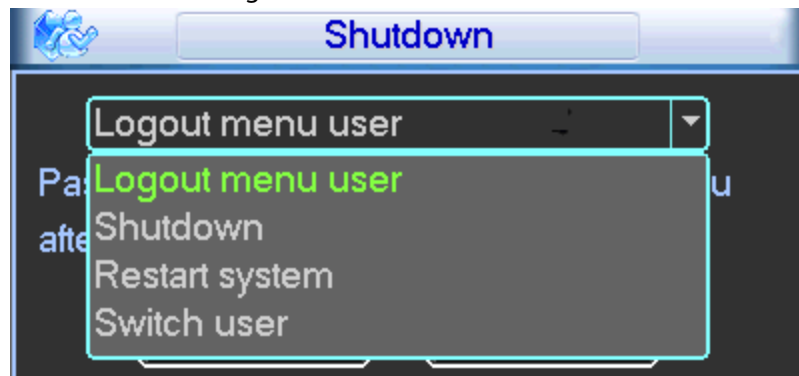 Shutdown
Logout menu user
Logout menu user
Shutdown
Restart system
Switch user